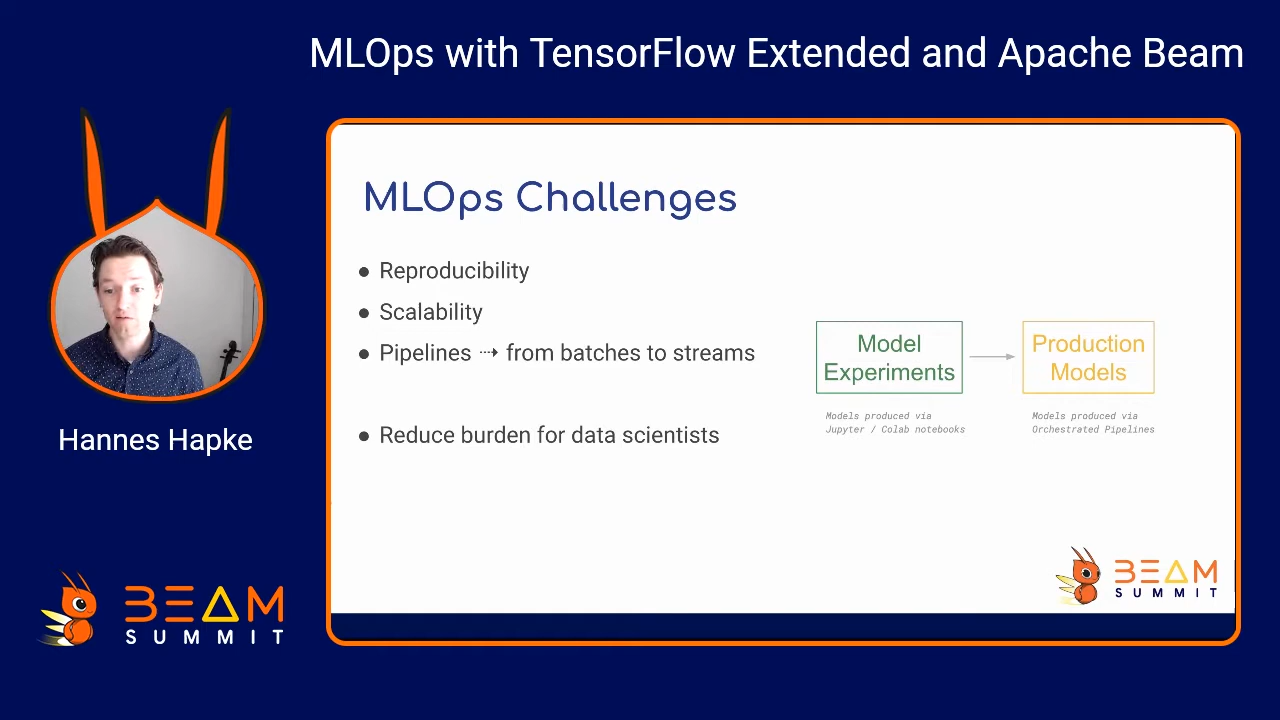 MLOps with TensorFlow Extended and Apache Beam
MLOps Challenges
● Reproducibility
● Scalability
● Pipelines ⇢ from batches to streams
● Reduce burden for data scientists
Model
Experiments
Models produced via
Jupyter / Colab notebooks
Production
Models
Models produced via
Orchestrated Pipelines
BEAM
SUMMIT
Hannes Hapke
BEAM
SUMMIT